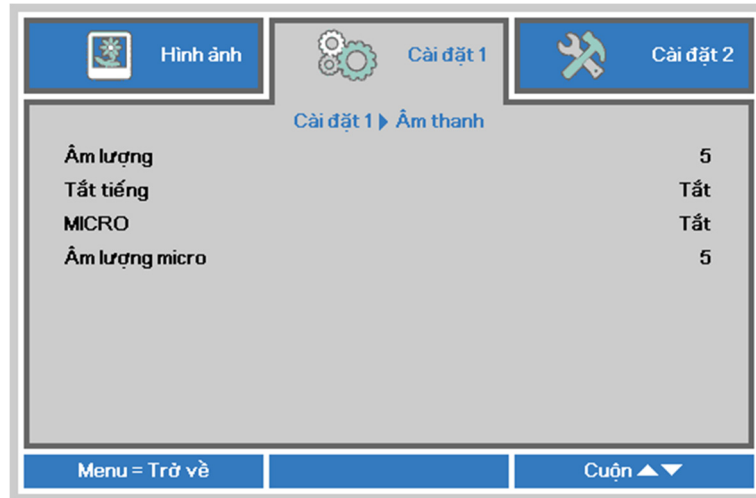 Hình ảnh
Cài đặt 1
Cài đặt 2
Cài đặt 1 ▶ Âm thanh
Âm lượng 5
Tắt tiếng Tắt
MICRO Tắt
Âm lượng micro 5
Menu = Trở về
Cuộn ▲▼